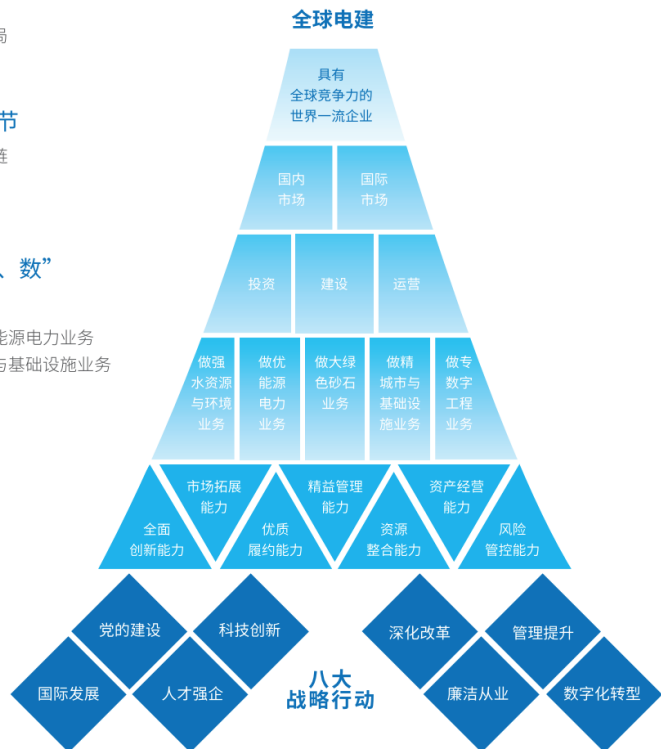 全球电建
局
节
链
、数”
能源电力业务
与基础设施业务
具有
全球竞争力的
世界一流企业
国内
市场
国际
市场
投资
建设
运营
做强
水资源
与环境
业务
做优
能源
电力
业务
做大绿
色砂石
业务
做精
城市与
基础设
施业务
做专
数字
工程
业务
市场拓展
能力
精益管理
能力
资产经营
能力
全面
创新能力
优质
履约能力
资源
整合能力
风险
管控能力
党的建设
科技创新
深化改革
管理提升
国际发展
人才强企
八大
战略行动
廉洁从业
数字化转型